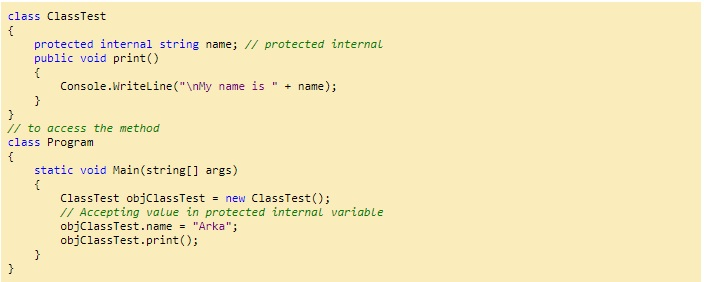 class ClassTest
{
    protected internal string name; // protected internal
    public void print()
    {
        Console.WriteLine("\nMy name is " + name);
    }
}
// to access the method
class Program
{
    static void Main(string[] args)
    {
        ClassTest objClassTest = new ClassTest();
        // Accepting value in protected internal variable
        objClassTest.name = "Arka";
        objClassTest.print();
    }
}